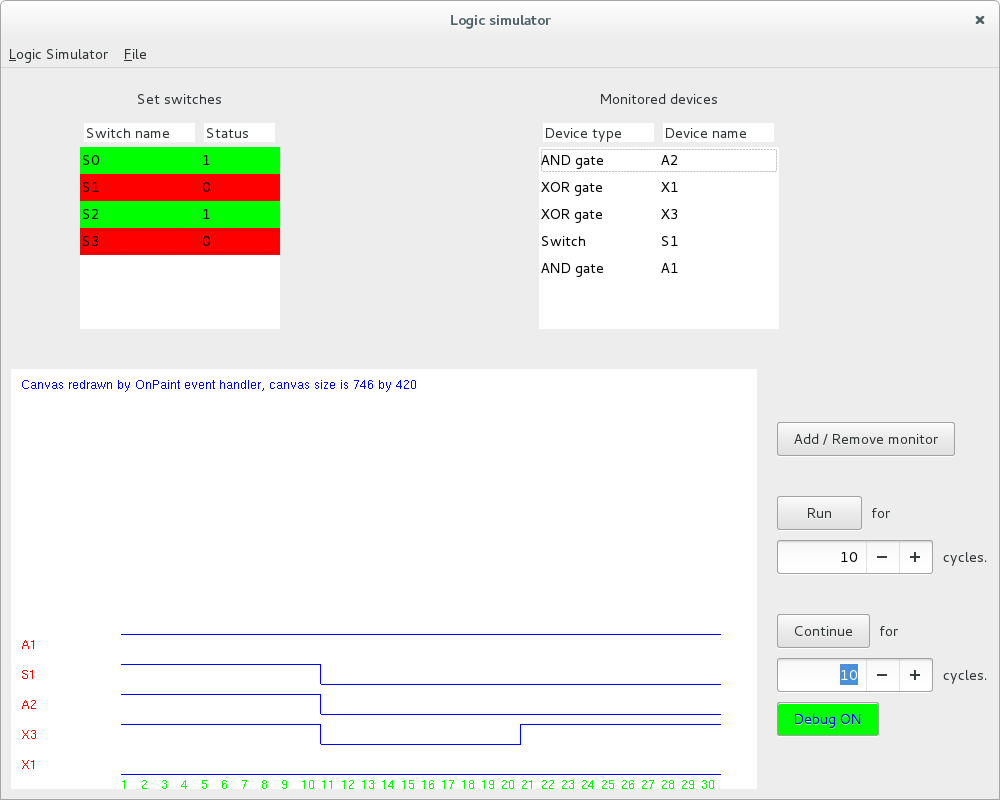 Logic simulator ×
Logic Simulator File
Set switches
Switch name Status
S0 1
S1 0
S2 1
S3 0
Monitored devices
Device type Device name
AND gate A2
XOR gate X1
XOR gate X3
Switch S1
AND gate A1
Canvas redrawn by OnPaint event handler, canvas size is 746 by 420
A1
S1
A2
X3
X1
1 2 3 4 5 6 7 8 9 10 11 12 13 14 15 16 17 18 19 20 21 22 23 24 25 26 27 28 29 30
Add / Remove monitor
Run for
10 − + cycles.
Continue for
10 − + cycles.
Debug ON